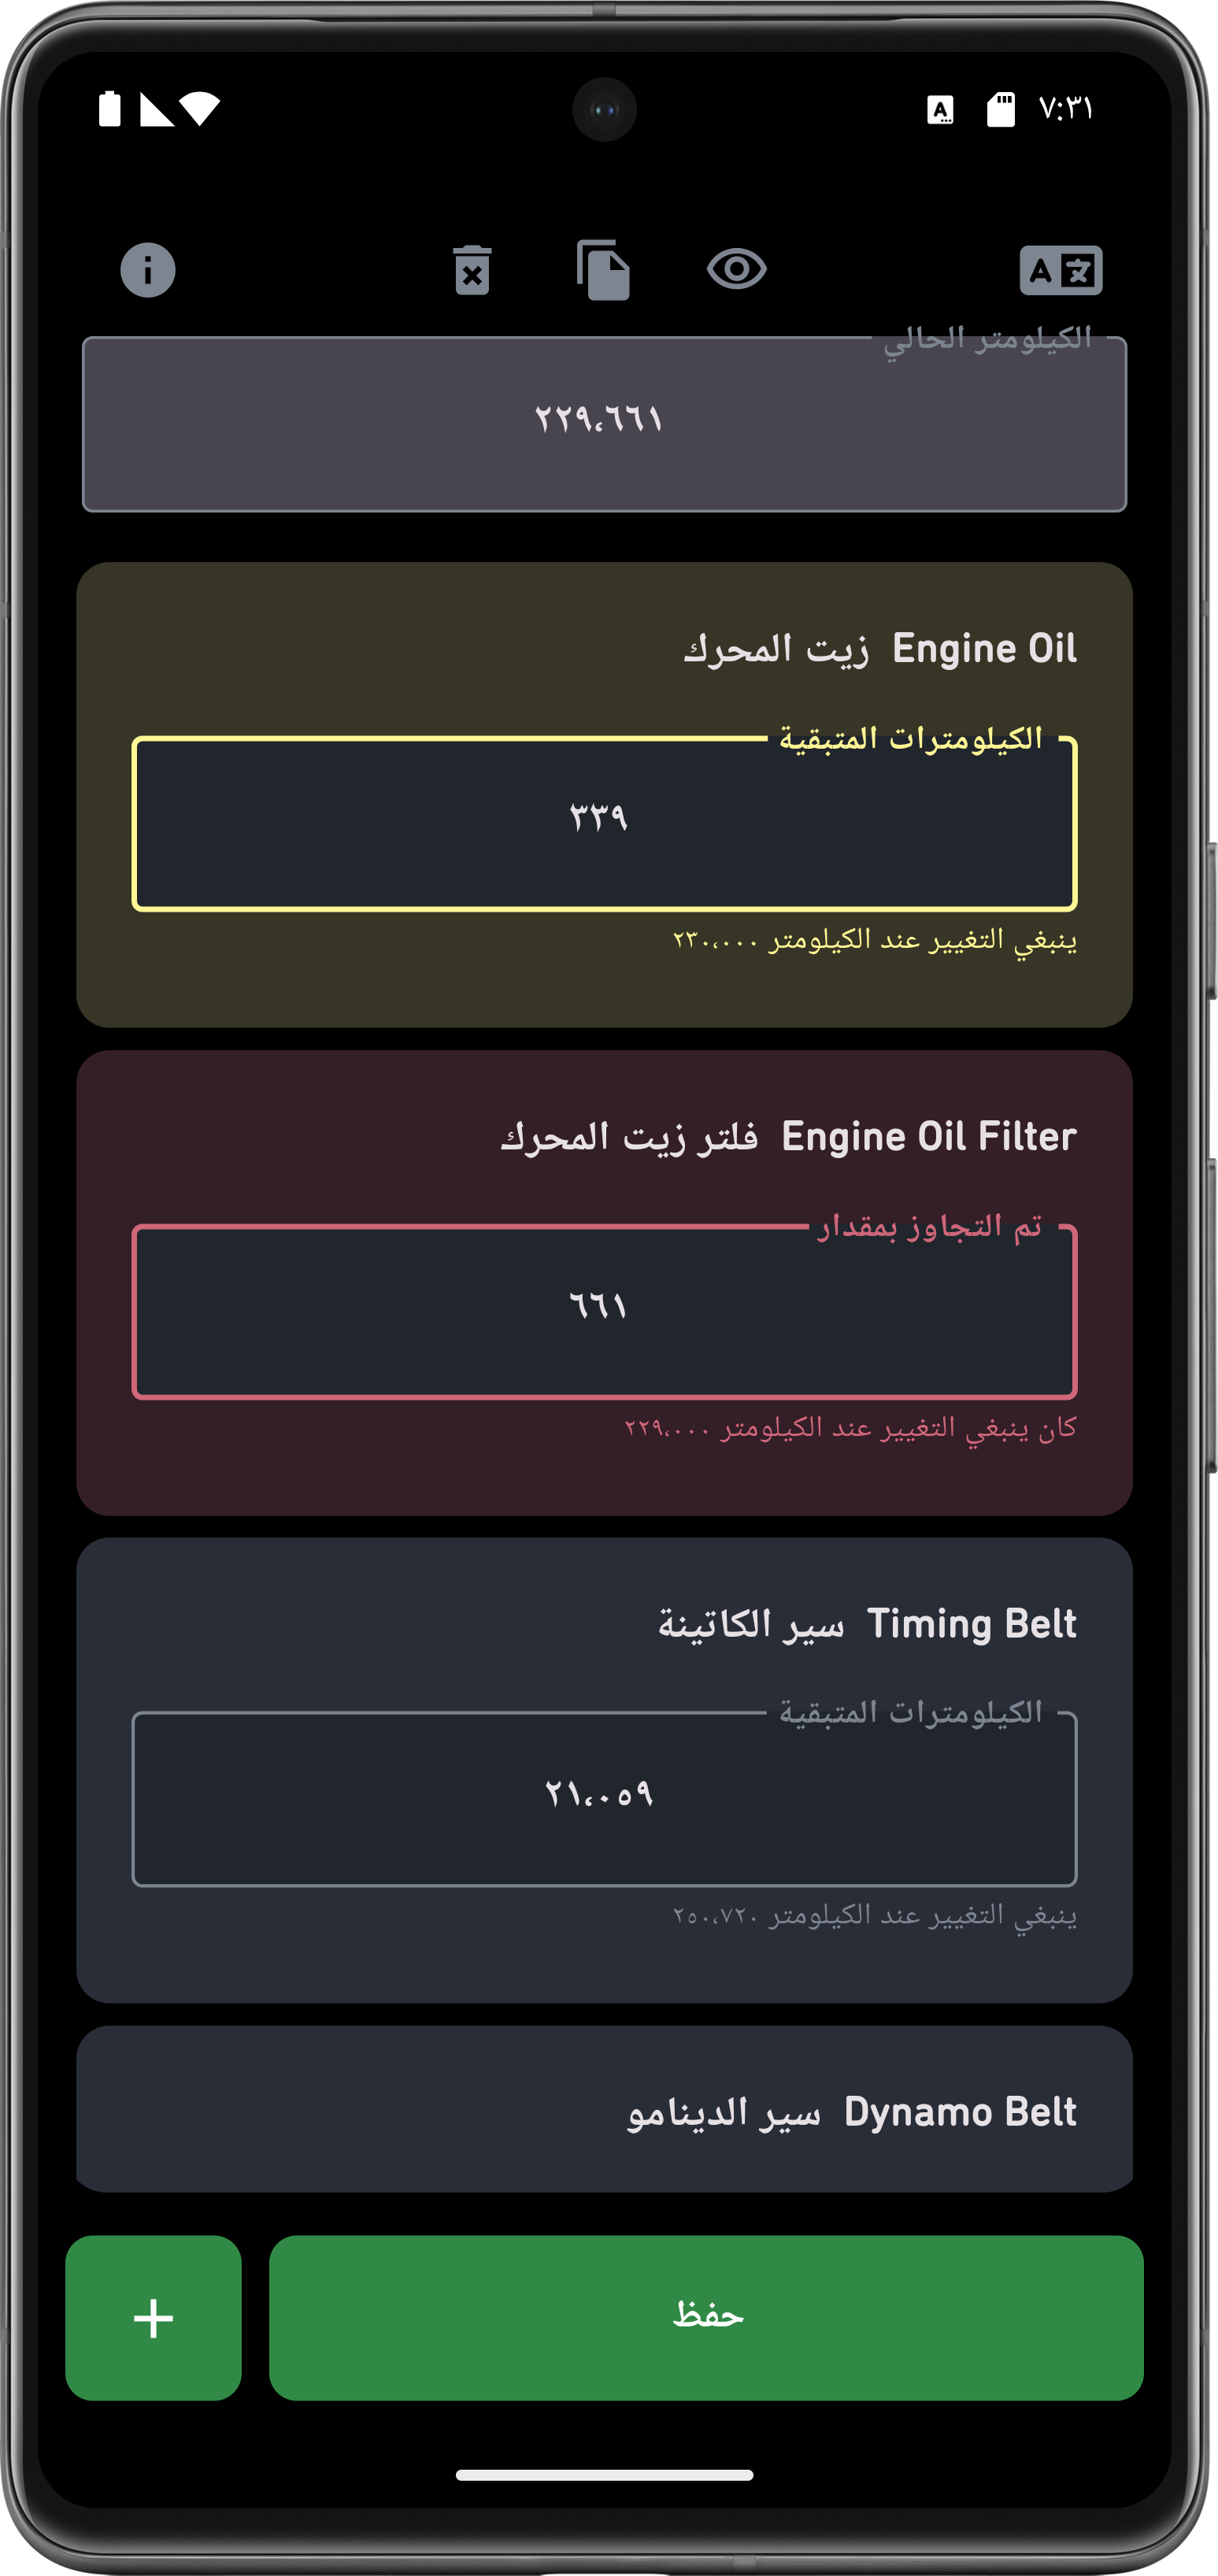 ٧:٣١
الكيلومتر الحالي
٢٢٩،٦٦١
Engine Oil زيت المحرك
الكيلومترات المتبقية
٣٣٩
ينبغي التغيير عند الكيلومتر ٢٣٠،٠٠٠
Engine Oil Filter فلتر زيت المحرك
تم التجاوز بمقدار
٦٦١
كان ينبغي التغيير عند الكيلومتر ٢٢٩،٠٠٠
Timing Belt سير الكاتينة
الكيلومترات المتبقية
٢١،٠٥٩
ينبغي التغيير عند الكيلومتر ٢٥٠،٧٢٠
Dynamo Belt سير الدينامو
حفظ
+